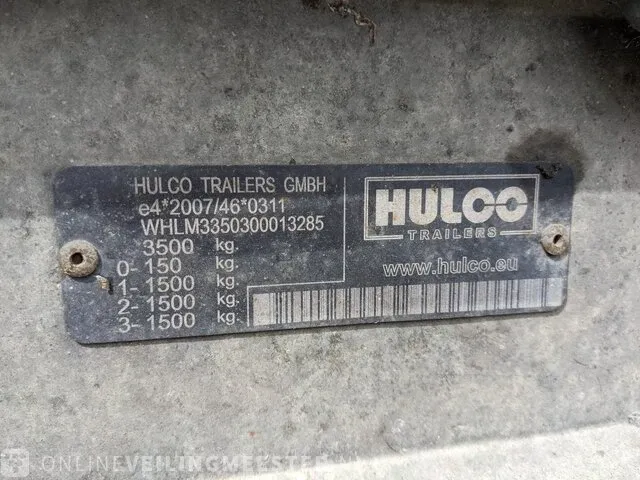 HULCO TRAILERS GMBH
e4*2007/46*0311
WHLM3350300013285
3500 kg.
0- 150 kg.
1- 1500 kg.
2- 1500 kg.
3- 1500 kg.
HULCO
TRAILERS
www.hulco.eu
ONLINEVEILINGMEESTER